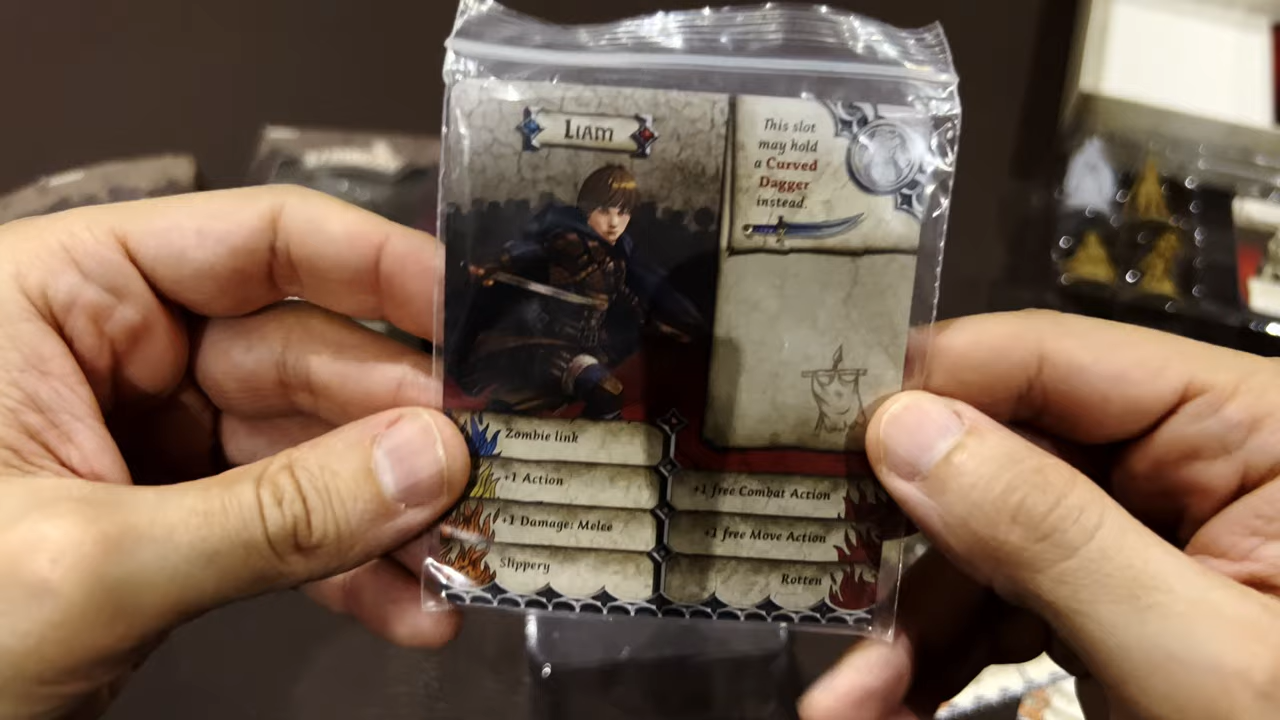 LIAM
This slot
may hold
a Curved
Dagger
instead.
Zombie link
+1 Action
+1 Damage: Melee
Slippery
+1 free Combat Action
+1 free Move Action
Rotten